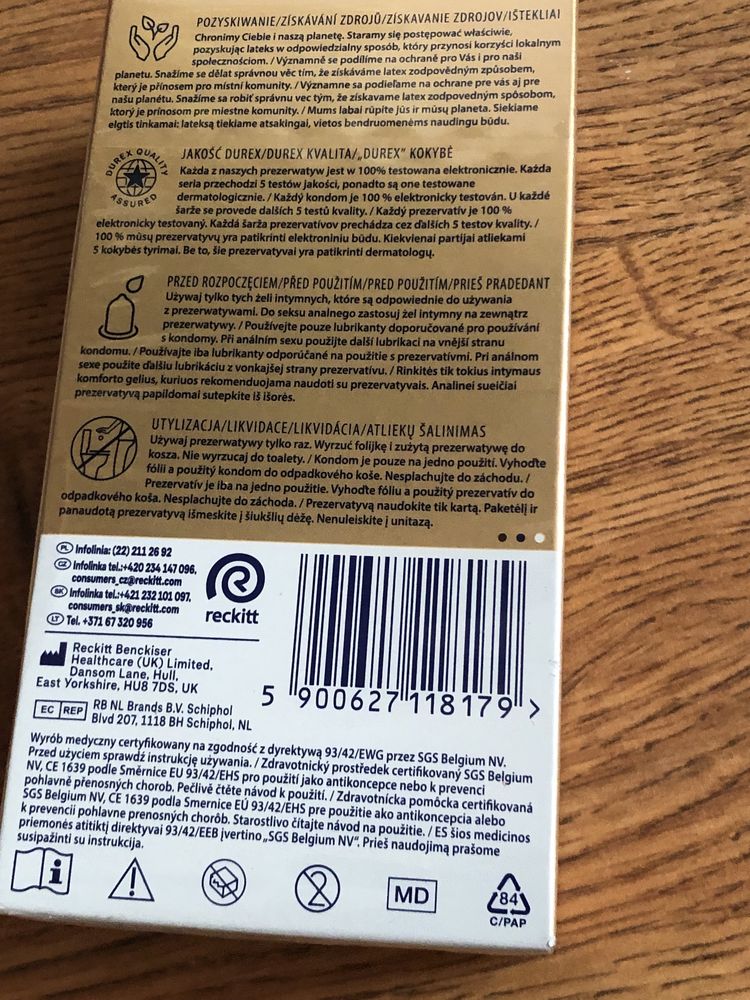 POZYSKIWANIE/ZÍSKÁVÁNÍ ZDROJŮ/ZÍSKAVANIE ZDROJOV/IŠTEKLIAI
Chronimy Ciebie i naszą planetę. Staramy się postępować właściwie,
pozyskując lateks w odpowiedzialny sposób, który przynosi korzyści lokalnym
społecznościom. / Významně se podílíme na ochraně pro Vás i pro naši
planetu. Snažíme se dělat správnou věc tím, že získáváme latex zodpovědným způsobem,
který je přínosem pro místní komunity. / Významne sa podieľame na ochrane pre vás aj pre
našu planétu. Snažíme sa robiť správnu vec tým, že získavame latex zodpovedným spôsobom,
ktorý je prínosom pre miestne komunity. / Mums labai rūpite jūs ir mūsų planeta. Siekiame
elgtis tinkamai: lateksą tiekiame atsakingai, vietos bendruomenėms naudingu būdu.
DUREX QUALITY
ASSURED
JAKOŚĆ DUREX/DUREX KVALITA/„DUREX” KOKYBĖ
Każda z naszych prezerwatyw jest w 100% testowana elektronicznie. Każda
seria przechodzi 5 testów jakości, ponadto są one testowane
dermatologicznie. / Každý kondom je 100 % elektronicky testován. U každé
šarže se provede dalších 5 testů kvality. / Každý prezervatív je 100 %
elektronicky testovaný. Každá šarža prezervatívov prechádza cez ďalších 5 testov kvality. /
100 % mūsų prezervatyvų yra patikrinti elektroniniu būdu. Kiekvienai partijai atliekami
5 kokybės tyrimai. Be to, šie prezervatyvai yra patikrinti dermatologų.
PRZED ROZPOCZĘCIEM/PŘED POUŽITÍM/PRED POUŽITÍM/PRIEŠ PRADEDANT
Używaj tylko tych żeli intymnych, które są odpowiednie do używania
z prezerwatywami. Do seksu analnego zastosuj żel intymny na zewnątrz
prezerwatywy. / Používejte pouze lubrikanty doporučované pro používání
s kondomy. Při análním sexu použijte další lubrikaci na vnější stranu
kondomu. / Používajte iba lubrikanty odporúčané na použitie s prezervatívmi. Pri análnom
sexe použite ďalšiu lubrikáciu z vonkajšej strany prezervatívu. / Rinkitės tik tokius intymaus
komforto gelius, kuriuos rekomenduojama naudoti su prezervatyvais. Analinei sueičiai
prezervatyvą papildomai sutepkite iš išorės.
UTYLIZACJA/LIKVIDACE/LIKVIDÁCIA/ATLIEKŲ ŠALINIMAS
Używaj prezerwatywy tylko raz. Wyrzuć foliijkę i zużytą prezerwatywę do
kosza. Nie wyrzucaj do toalety. / Kondom je pouze na jedno použití. Vyhoďte
fólii a použitý kondom do odpadkového koše. Nesplachujte do záchodu. /
Prezervatív je iba na jedno použitie. Vyhoďte fóliu a použitý prezervatív do
odpadkového koša. Nesplachujte do záchoda. / Prezervatyvą naudokite tik kartą. Paketėlį ir
panaudotą prezervatyvą išmeskite į šiukšlių dėžę. Nenuleiskite į unitazą.
PL Infolinia: (22) 211 26 92
CZ Infolinka tel.:+420 234 147 096,
consumers_cz@reckitt.com
SK Infolinka tel.:+421 232 101 097,
consumers_sk@reckitt.com
LT Tel. +371 67 320 956
reckitt
Reckitt Benckiser
Healthcare (UK) Limited,
Dansom Lane, Hull,
East Yorkshire, HU8 7DS, UK
EC REP RB NL Brands B.V. Schiphol
Blvd 207, 1118 BH Schiphol, NL
5 900627 118179 >
Wyrób medyczny certyfikowany na zgodność z dyrektywą 93/42/EWG przez SGS Belgium NV.
Przed użyciem sprawdź instrukcję używania. / Zdravotnický prostředek certifikovaný SGS Belgium
NV, CE 1639 podle Směrnice EU 93/42/EHS pro použití jako antikoncepce nebo k prevenci
pohlavně přenosných chorob. Pečlivě čtěte návod k použití. / Zdravotnícka pomôcka certifikovaná
SGS Belgium NV, CE 1639 podľa Smernice EÚ 93/42/EHS pre použitie ako antikoncepcia alebo
k prevencii pohlavne prenosných chorôb. Starostlivo čítajte návod na použitie. / ES šios medicinos
priemonės atitiktį direktyvai 93/42/EEB įvertino „SGS Belgium NV“. Prieš naudojimą prašome
susipažinti su instrukcija.
i
2
MD
84
C/PAP